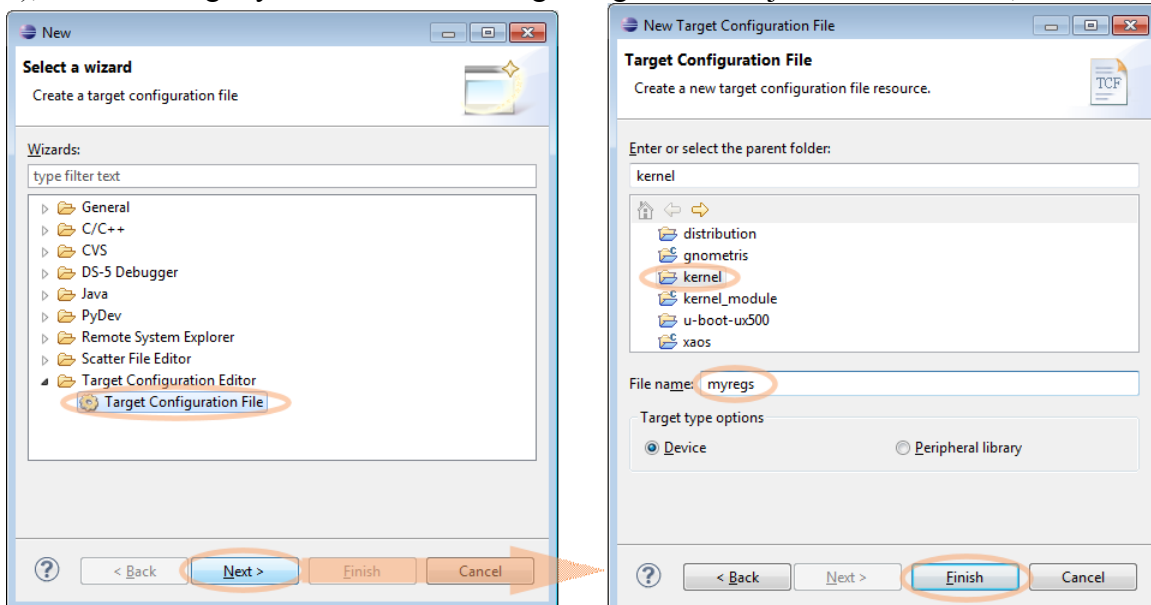 New
Select a wizard
Create a target configuration file
Wizards:
type filter text
General
C/C++
CVS
DS-5 Debugger
Java
PyDev
Remote System Explorer
Scatter File Editor
Target Configuration Editor
Target Configuration File
< Back
Next >
Finish
Cancel
New Target Configuration File
Target Configuration File
Create a new target configuration file resource.
TCF
Enter or select the parent folder:
kernel
distribution
gnometris
kernel
kernel_module
u-boot-ux500
xaos
File name: myregs
Target type options
Device
Peripheral library
< Back
Next >
Finish
Cancel